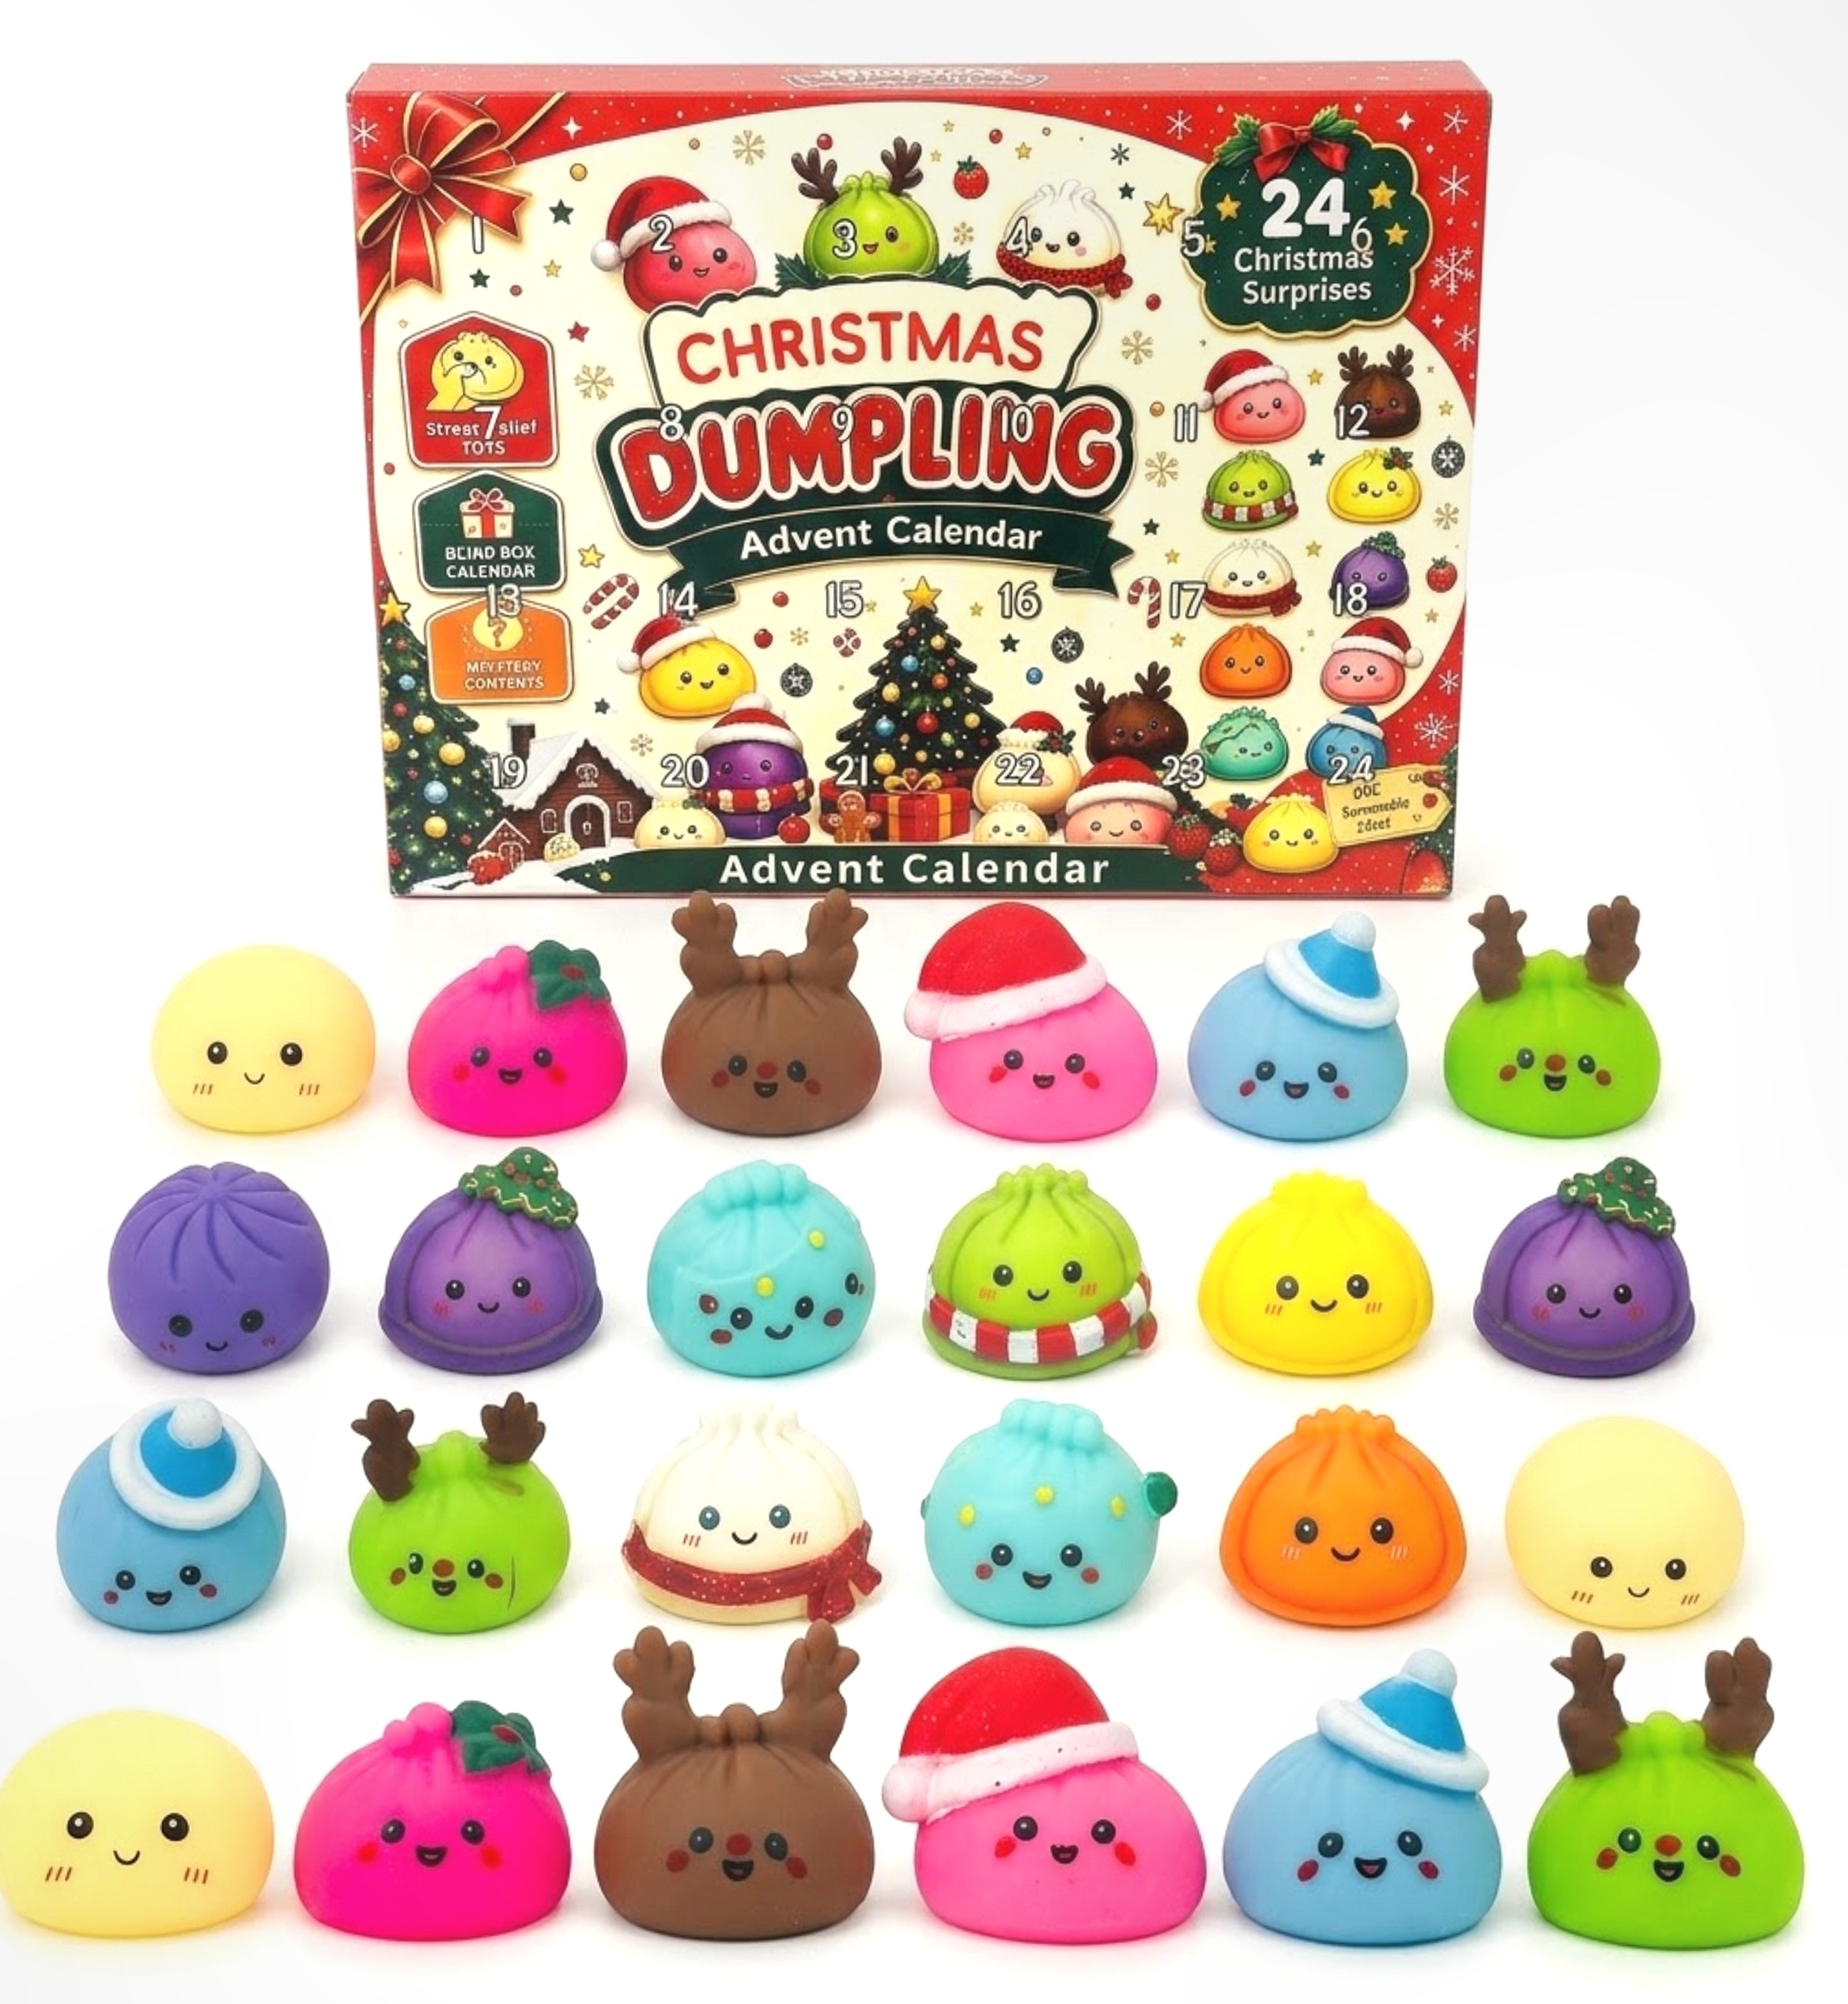 1
2
3
4
5
24
6
Christmas
Surprises
CHRISTMAS
7
TOTS
8
9
10
DUMPLING
11
12
Advent Calendar
BLIND BOX
CALENDAR
13
14
15
16
17
18
CONTENTS
19
20
21
22
23
24
Advent Calendar